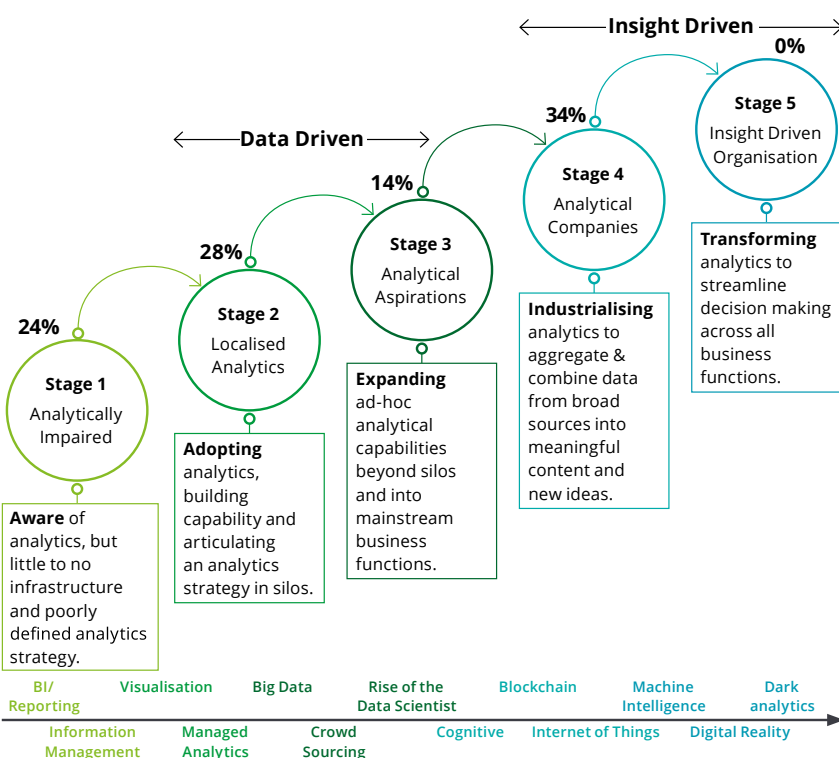 Insight Driven
0%
Stage 5
Insight Driven
Organisation
34%
Stage 4
Analytical
Companies
Data Driven
14%
Stage 3
Analytical
Aspirations
28%
Stage 2
Localised
Analytics
24%
Stage 1
Analytically
Impaired
Aware of
analytics, but
little to no
infrastructure
and poorly
defined analytics
strategy.
Adopting
analytics,
building
capability and
articulating
an analytics
strategy in silos.
Expanding
ad-hoc
analytical
capabilities
beyond silos
and into
mainstream
business
functions.
Industrialising
analytics to
aggregate &
combine data
from broad
sources into
meaningful
content and
new ideas.
Transforming
analytics to
streamline
decision making
across all
business
functions.
BI/
Reporting
Visualisation
Big Data
Rise of the
Data Scientist
Blockchain
Machine
Intelligence
Dark
analytics
Information
Management
Managed
Analytics
Crowd
Sourcing
Cognitive
Internet of Things
Digital Reality